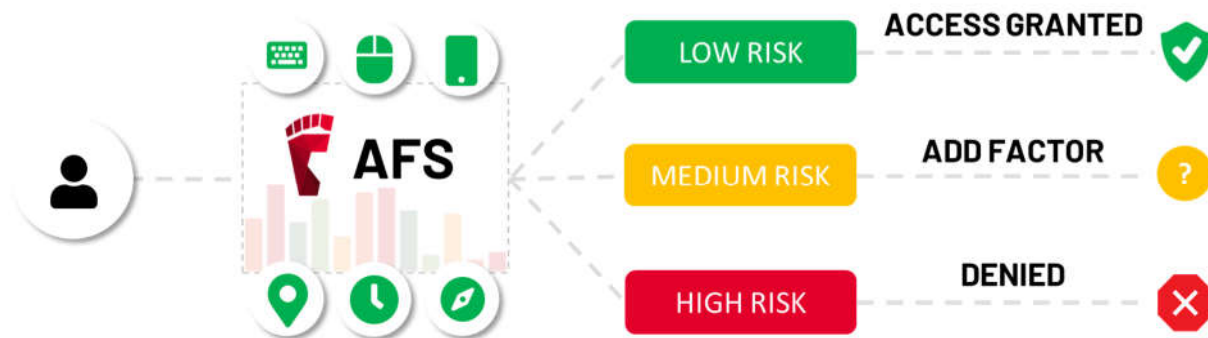 AFS
LOW RISK
ACCESS GRANTED
MEDIUM RISK
ADD FACTOR
?
HIGH RISK
DENIED